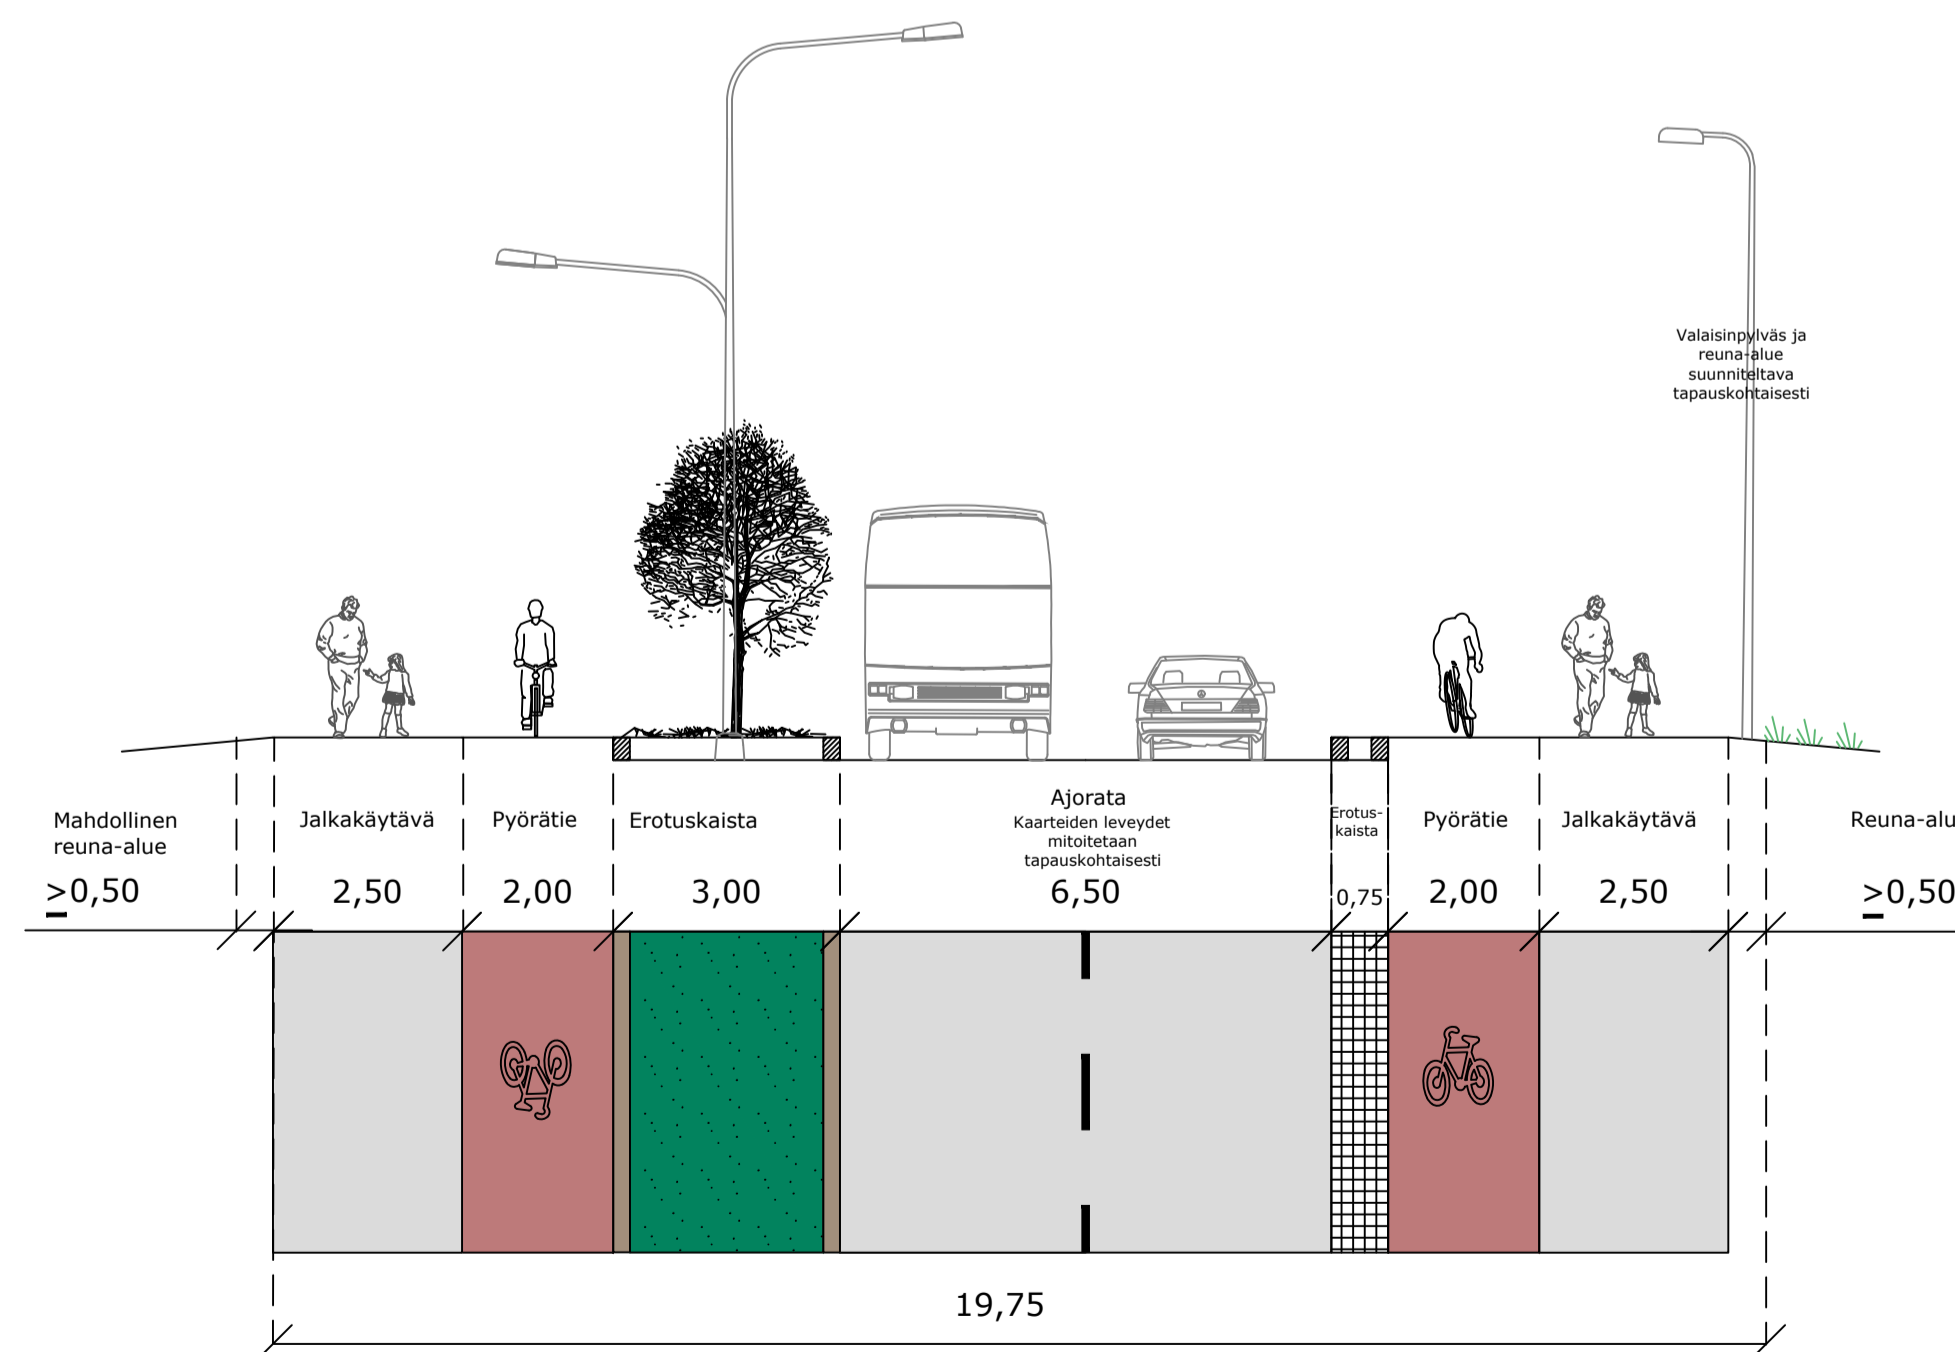 Valaisinpylväs ja
reuna-alue
suunniteltava
tapauskohtaisesti
Mahdollinen
reuna-alue
≥0,50
Jalkakäytävä
2,50
Pyörätie
2,00
Erotuskaista
3,00
Ajorata
Kaarteiden leveydet
mitoitetaan
tapauskohtaisesti
6,50
Erotus-
kaista
0,75
Pyörätie
2,00
Jalkakäytävä
2,50
Reuna-alu
≥0,50
19,75